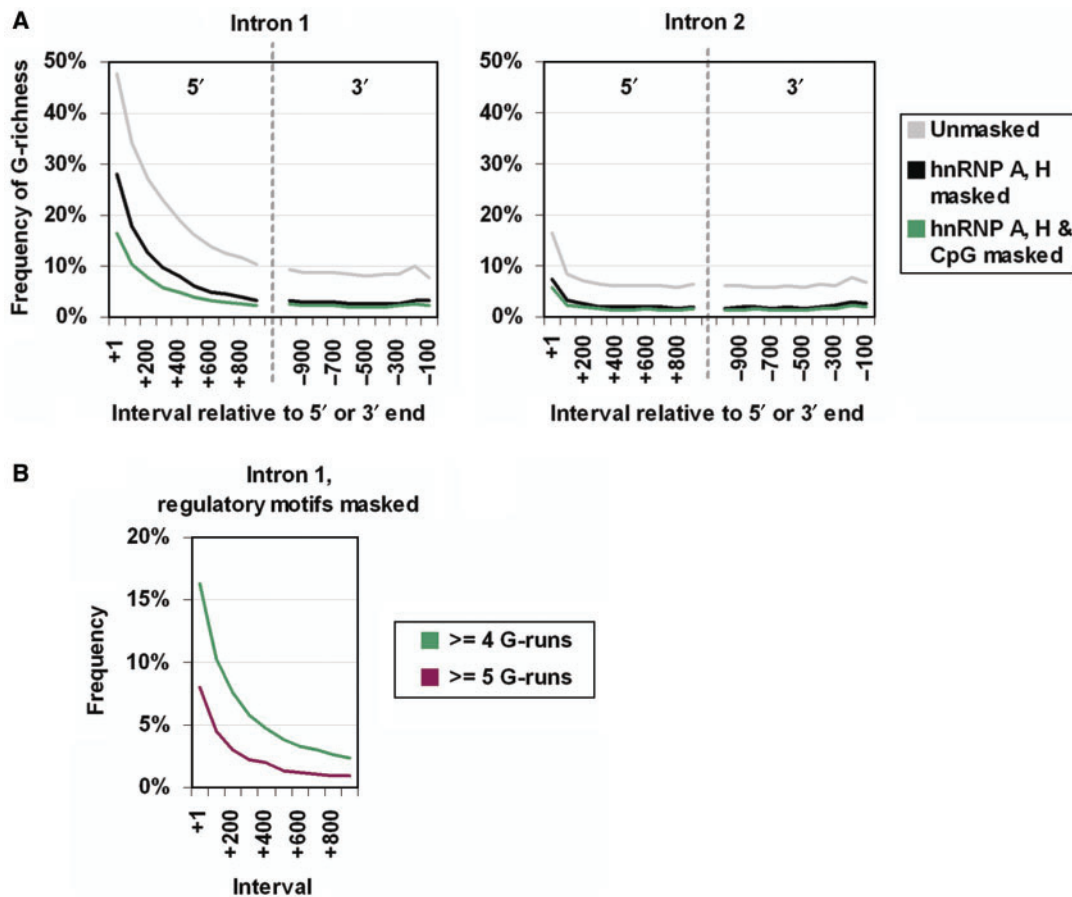 A
Intron 1
Intron 2
50%
40%
30%
20%
10%
0%
Frequency of G-richness
5′
3′
+1
+200
+400
+600
+800
−900
−700
−500
−300
−100
Interval relative to 5′ or 3′ end
50%
40%
30%
20%
10%
0%
5′
3′
+1
+200
+400
+600
+800
−900
−700
−500
−300
−100
Interval relative to 5′ or 3′ end
Unmasked
hnRNP A, H
masked
hnRNP A, H &
CpG masked
B
Intron 1,
regulatory motifs masked
20%
15%
10%
5%
0%
Frequency
+1
+200
+400
+600
+800
Interval
>= 4 G-runs
>= 5 G-runs